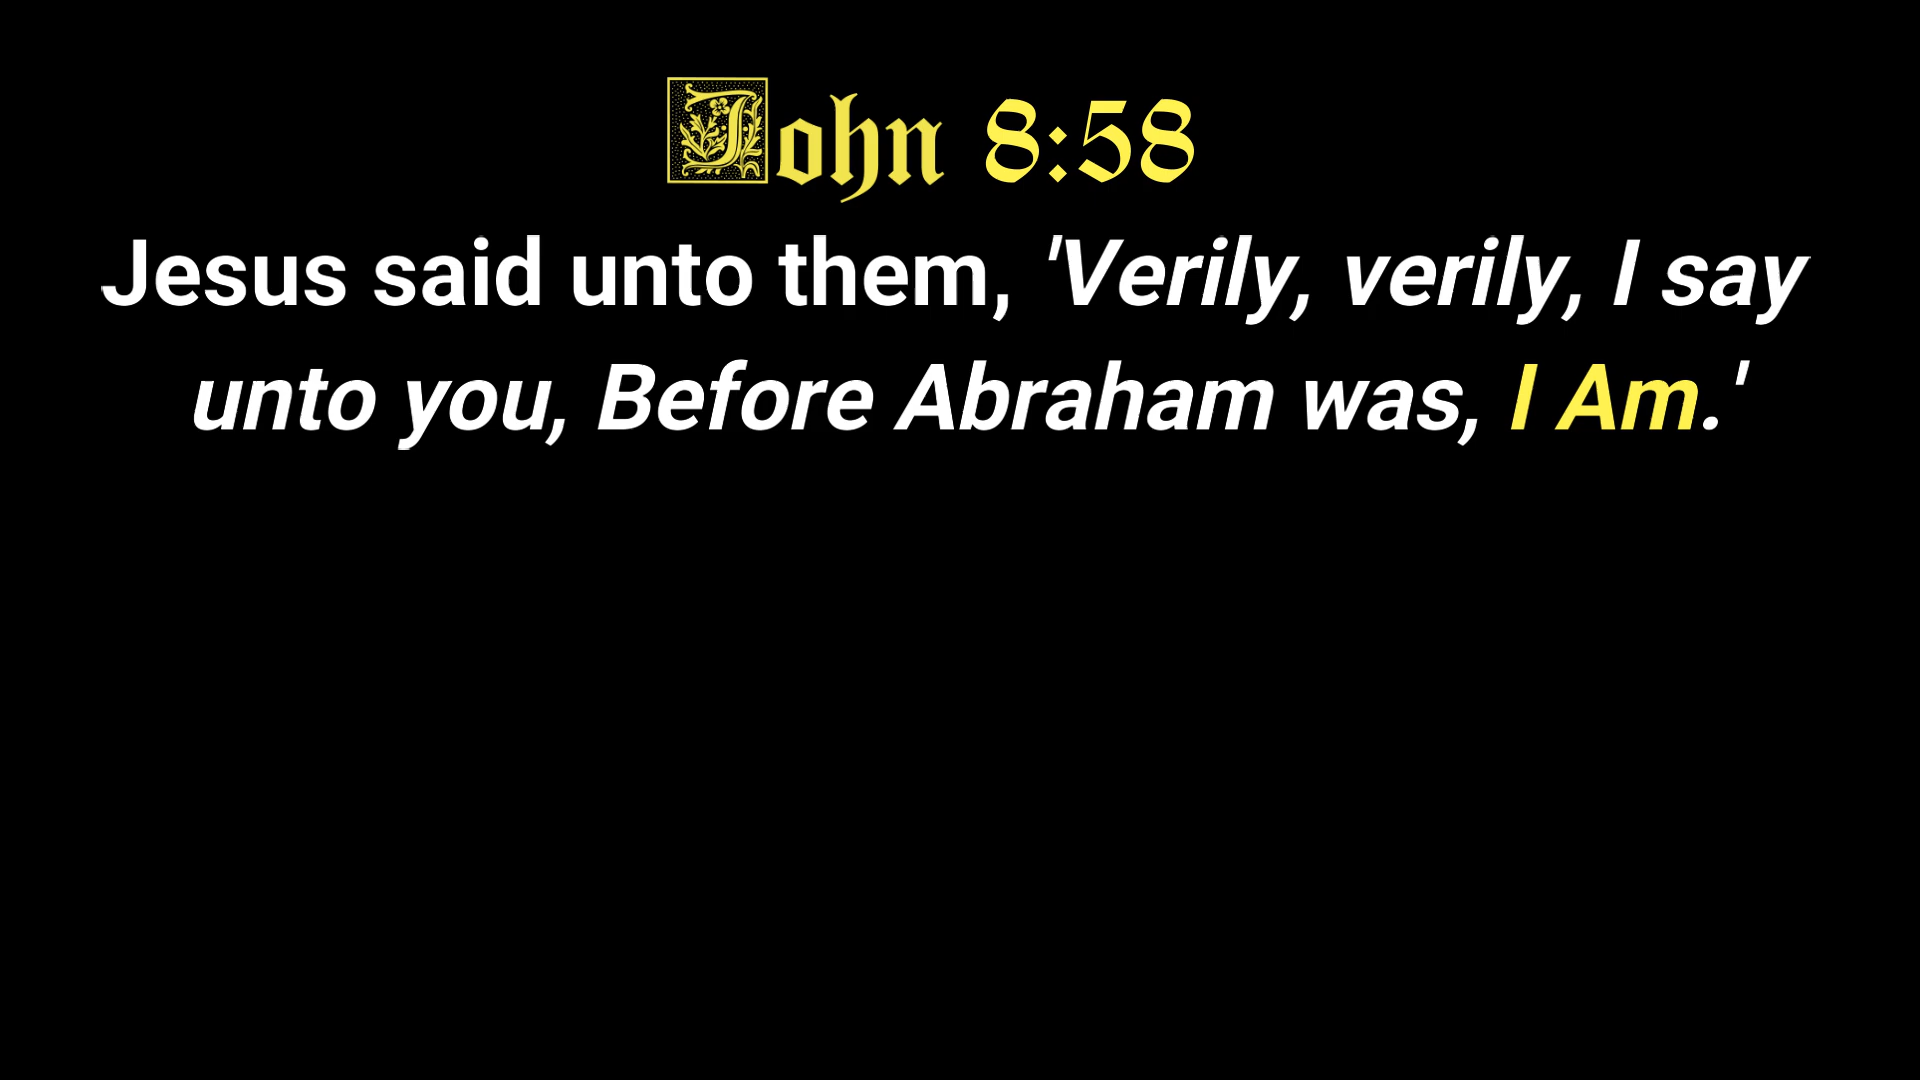 John 8:58
Jesus said unto them, 'Verily, verily, I say
unto you, Before Abraham was, I Am.'